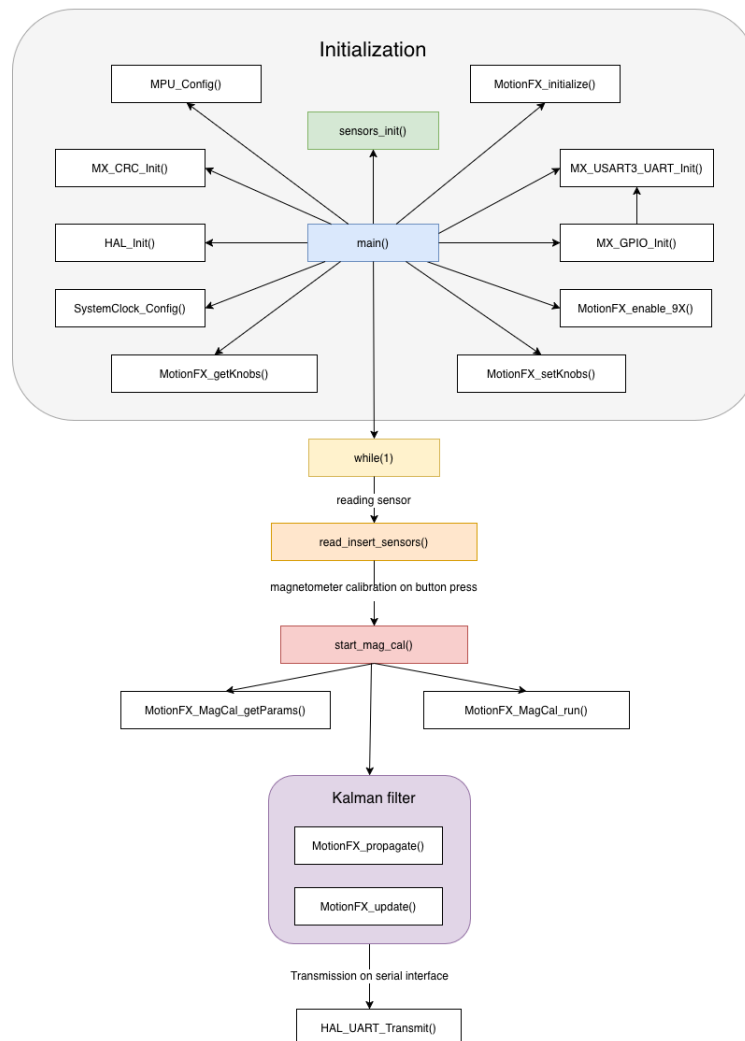 Initialization
MPU_Config()
MotionFX_initialize()
sensors_init()
MX_CRC_Init()
MX_USART3_UART_Init()
HAL_Init()
main()
MX_GPIO_Init()
SystemClock_Config()
MotionFX_enable_9X()
MotionFX_getKnobs()
MotionFX_setKnobs()
while(1)
reading sensor
read_insert_sensors()
magnetometer calibration on button press
start_mag_cal()
MotionFX_MagCal_getParams()
MotionFX_MagCal_run()
Kalman filter
MotionFX_propagate()
MotionFX_update()
Transmission on serial interface
HAL_UART_Transmit()